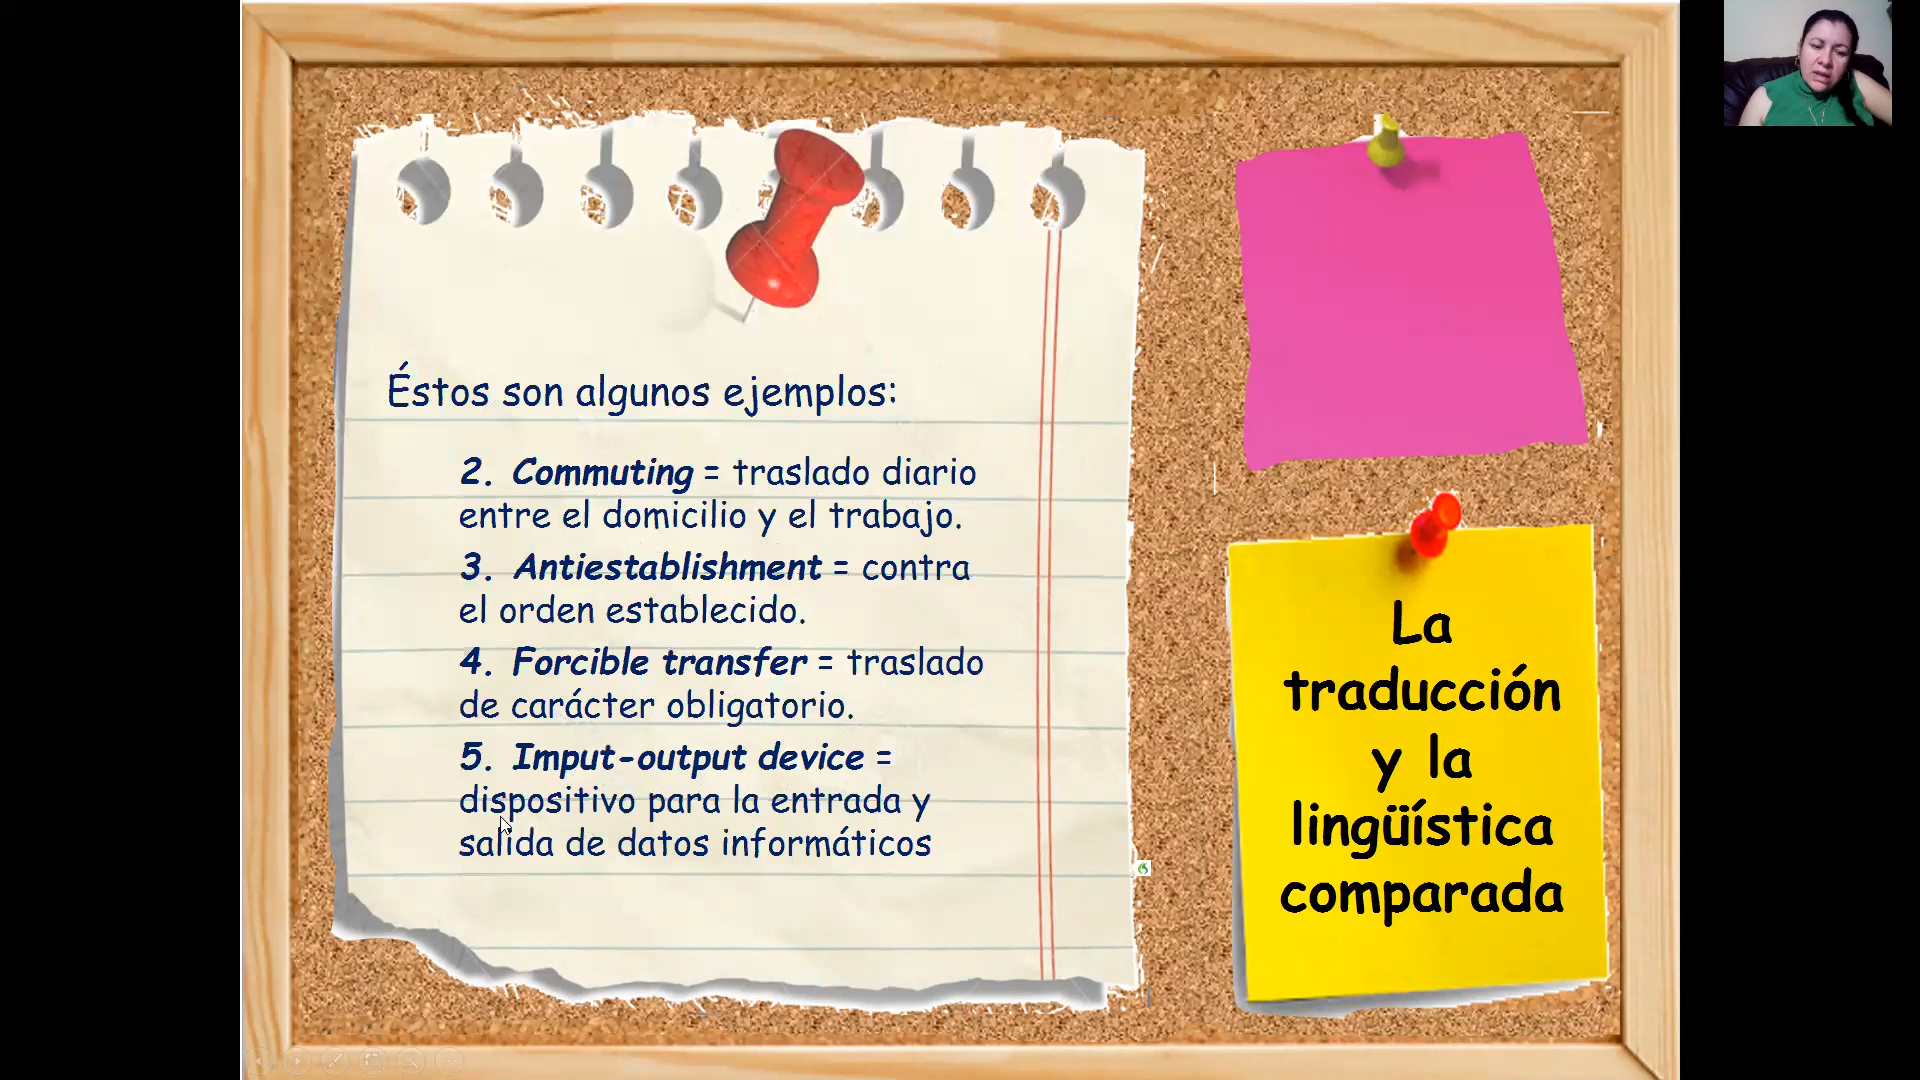 Éstos son algunos ejemplos:
2. Commuting = traslado diario
entre el domicilio y el trabajo.
3. Antiestablishment = contra
el orden establecido.
4. Forcible transfer = traslado
de carácter obligatorio.
5. Imput-output device =
dispositivo para la entrada y
salida de datos informáticos
La
traducción
y la
lingüística
comparada